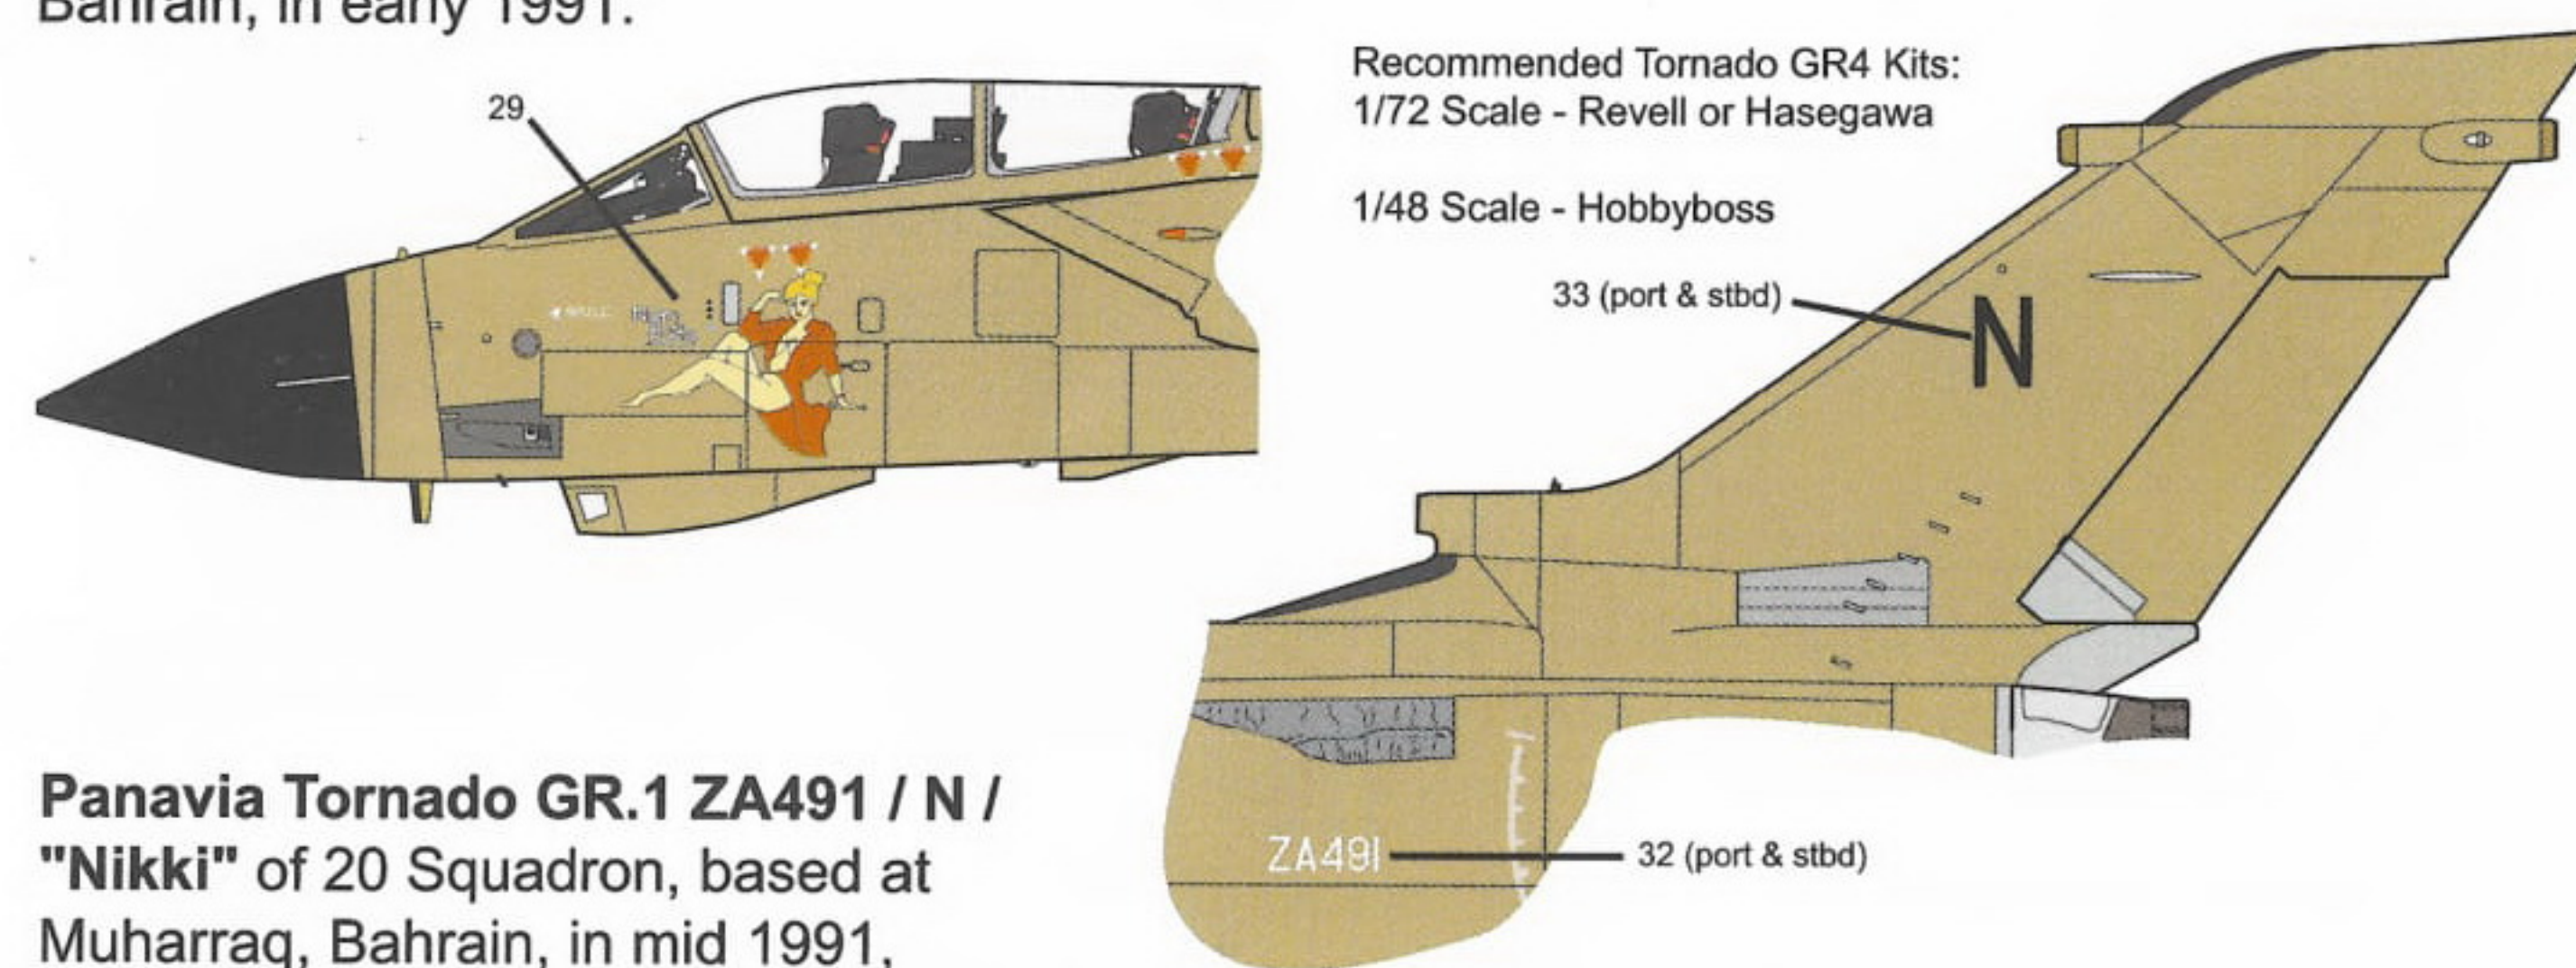 Bahrain, in early 1991.
29
Recommended Tornado GR4 Kits:
1/72 Scale - Revell or Hasegawa
1/48 Scale - Hobbyboss
33 (port & stbd)
N
Panavia Tornado GR.1 ZA491 / N /
"Nikki" of 20 Squadron, based at
Muharraq, Bahrain, in mid 1991,
ZA491
32 (port & stbd)